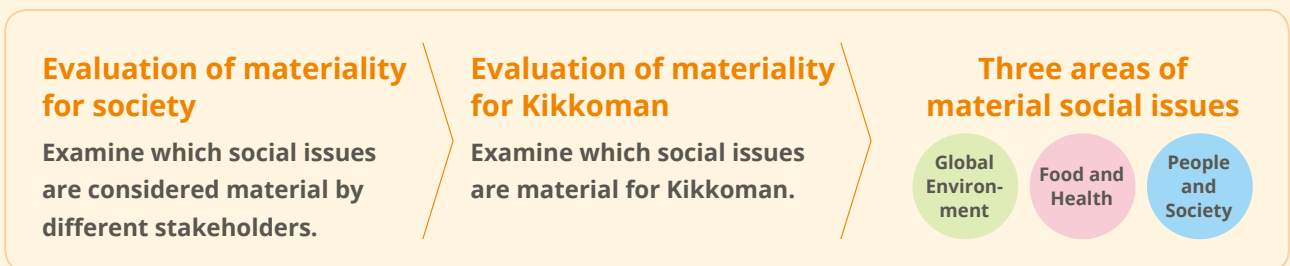 Evaluation of materiality
for society
Examine which social issues
are considered material by
different stakeholders.
Evaluation of materiality
for Kikkoman
Examine which social issues
are material for Kikkoman.
Three areas of
material social issues
Global
Environ-
ment
Food and
Health
People
and
Society